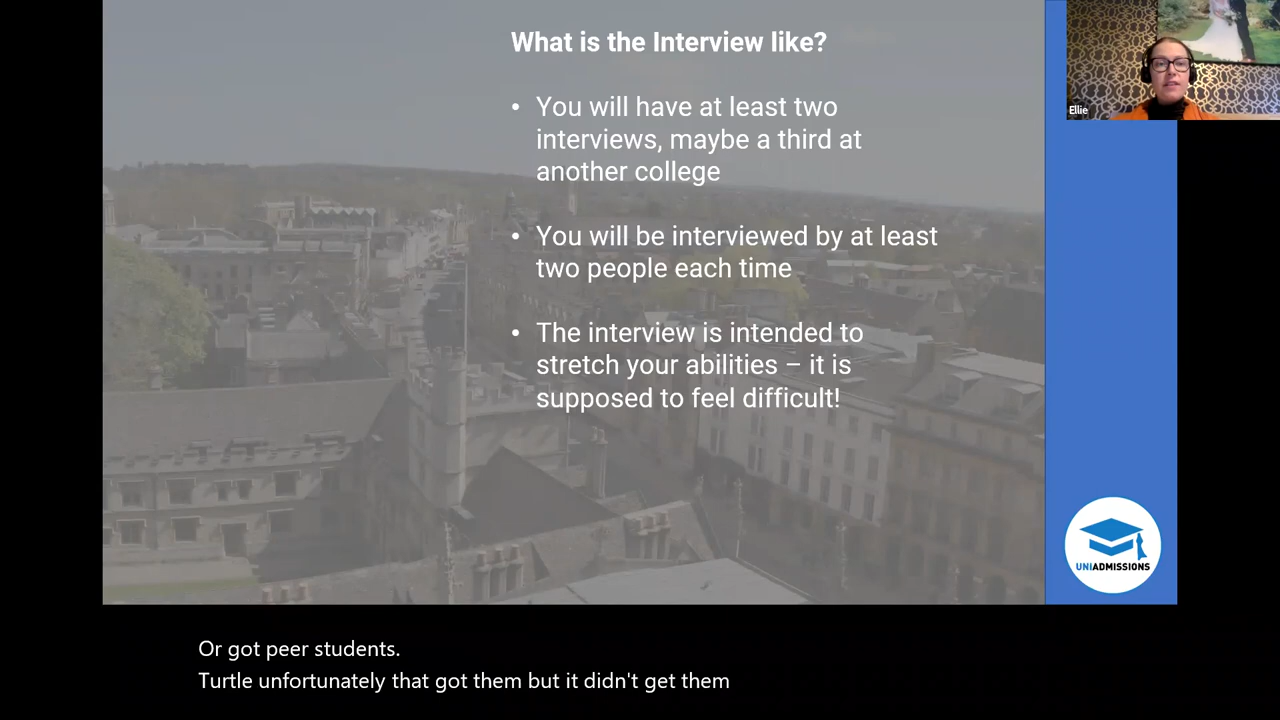 What is the Interview like?
• You will have at least two
interviews, maybe a third at
another college
• You will be interviewed by at least
two people each time
• The interview is intended to
stretch your abilities – it is
supposed to feel difficult!
Ellie
UNIADMISSIONS
Or got peer students.
Turtle unfortunately that got them but it didn't get them